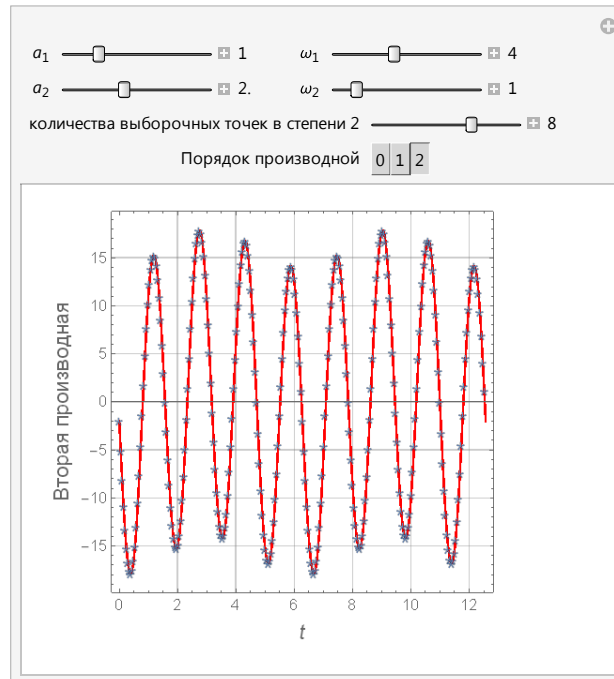 a1 1 ω1 4
a2 2. ω2 1
количества выборочных точек в степени 2 8
Порядок производной 0 1 2
Вторая производная
15
10
5
0
−5
−10
−15
0 2 4 6 8 10 12
t